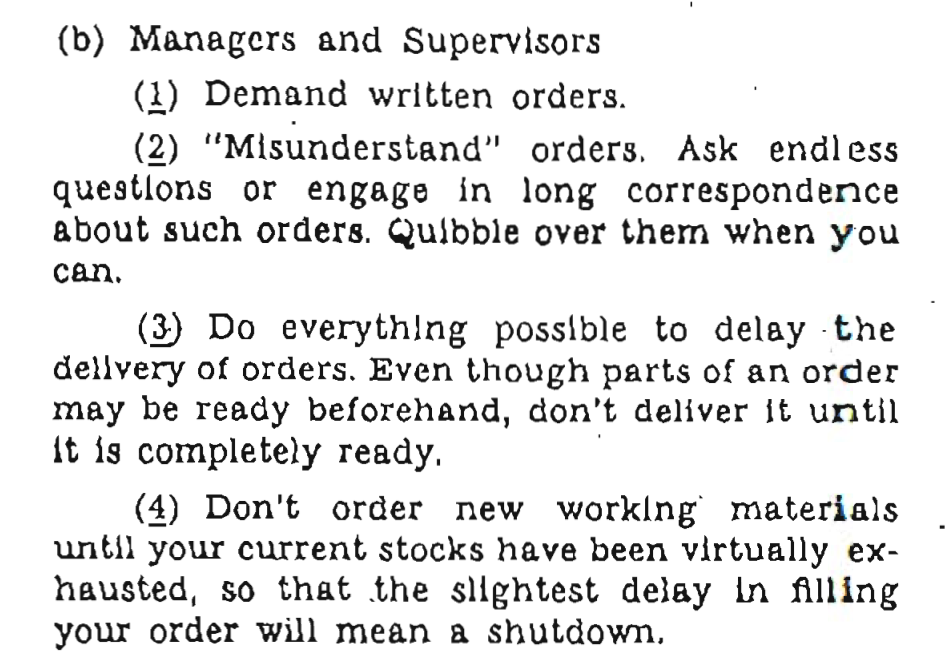 (b) Managers and Supervisors
(1) Demand written orders.
(2) "Misunderstand" orders. Ask endless
questions or engage in long correspondence
about such orders. Quibble over them when you
can.
(3) Do everything possible to delay the
delivery of orders. Even though parts of an order
may be ready beforehand, don't deliver it until
it is completely ready.
(4) Don't order new working materials
until your current stocks have been virtually ex-
hausted, so that the slightest delay in filling
your order will mean a shutdown.